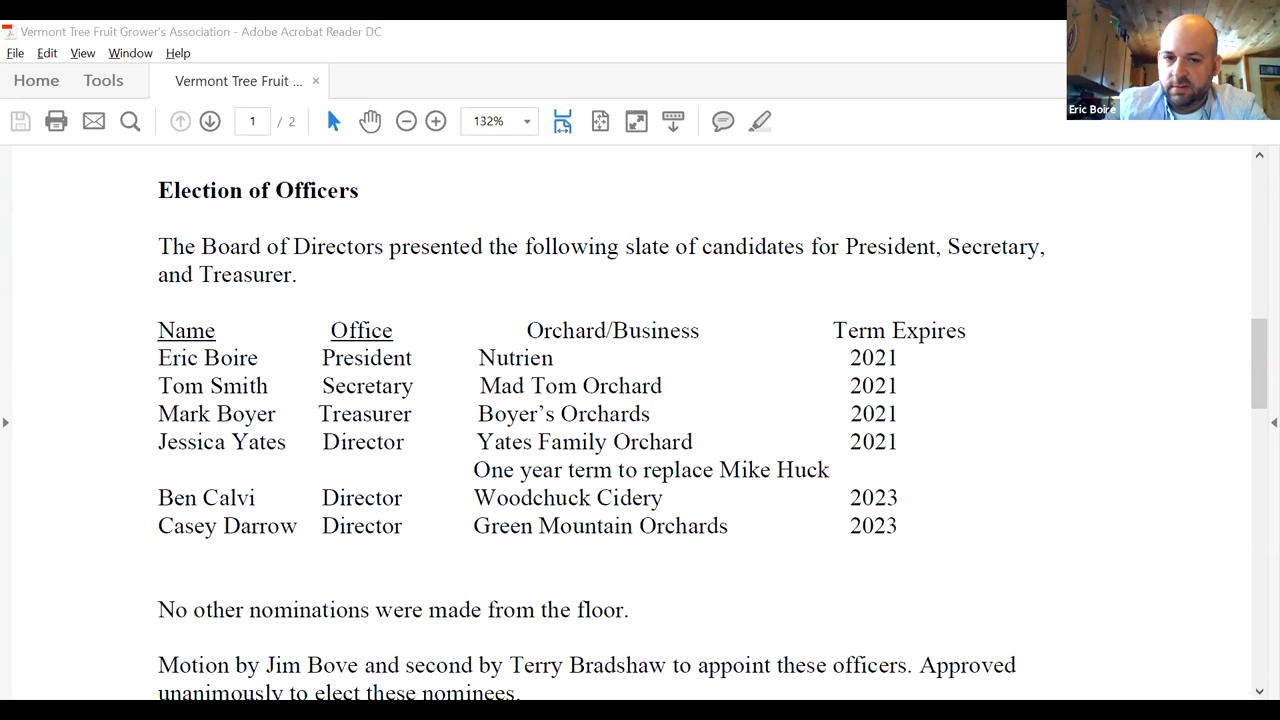 Vermont Tree Fruit Grower's Association - Adobe Acrobat Reader DC
File Edit View Window Help
Home Tools Vermont Tree Fruit ... ×
1 / 2 132%
Eric Boire
Election of Officers
The Board of Directors presented the following slate of candidates for President, Secretary,
and Treasurer.
Name Office Orchard/Business Term Expires
Eric Boire President Nutrien 2021
Tom Smith Secretary Mad Tom Orchard 2021
Mark Boyer Treasurer Boyer’s Orchards 2021
Jessica Yates Director Yates Family Orchard 2021
One year term to replace Mike Huck
Ben Calvi Director Woodchuck Cidery 2023
Casey Darrow Director Green Mountain Orchards 2023
No other nominations were made from the floor.
Motion by Jim Bove and second by Terry Bradshaw to appoint these officers. Approved
unanimously to elect these nominees.